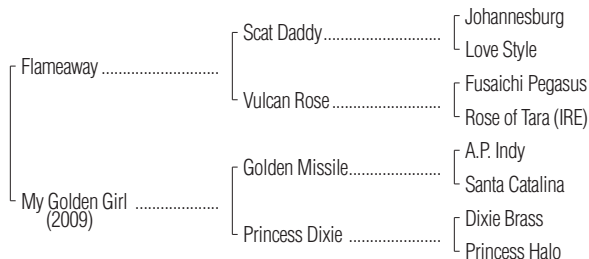 Johannesburg
Scat Daddy
Love Style
Flameaway
Fusaichi Pegasus
Vulcan Rose
Rose of Tara (IRE)
A.P. Indy
Golden Missile
Santa Catalina
My Golden Girl
(2009)
Dixie Brass
Princess Dixie
Princess Halo